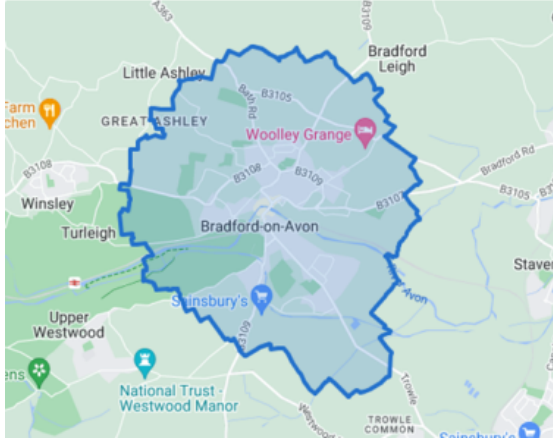 A363
B3109
Bradford
Leigh
Little Ashley
Farm
chen
Bath Rd
B3105
GREAT ASHLEY
Woolley Grange
B3108
B3108
B3109
Bradford Rd
B3107
B3105
Winsley
Turleigh
Bradford-on-Avon
Staver
Avon
Sainsbury's
Upper
Westwood
B3109
ens
National Trust -
Westwood Manor
Trowle
Westwood
TROWLE
COMMON
Sainsbury's